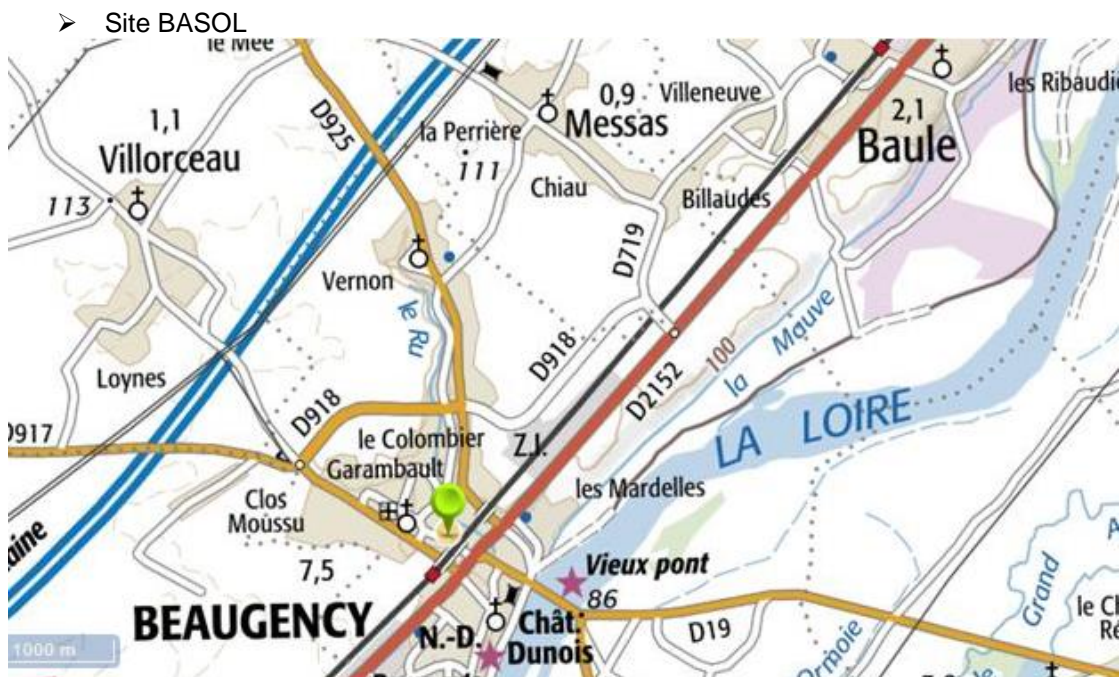 ➢ Site BASOL
le Mée
Villeneuve
les Ribaudi
0,9
Messas
2,1
Baule
D925
1,1
Villorceau
la Perrière
111
Chiau
Billaudes
113
D719
Vernon
le Ru
la Mauve
100
Loynes
D918
D2152
LA LOIRE
D917
D918
le Colombier
Garambault
Z.I.
Clos
Moüssu
les Mardelles
aine
7,5
Vieux pont
86
Grand
BEAUGENCY
N.-D.
Chât.
Dunois
D19
Ormoie
le Ch
Ré
1000 m